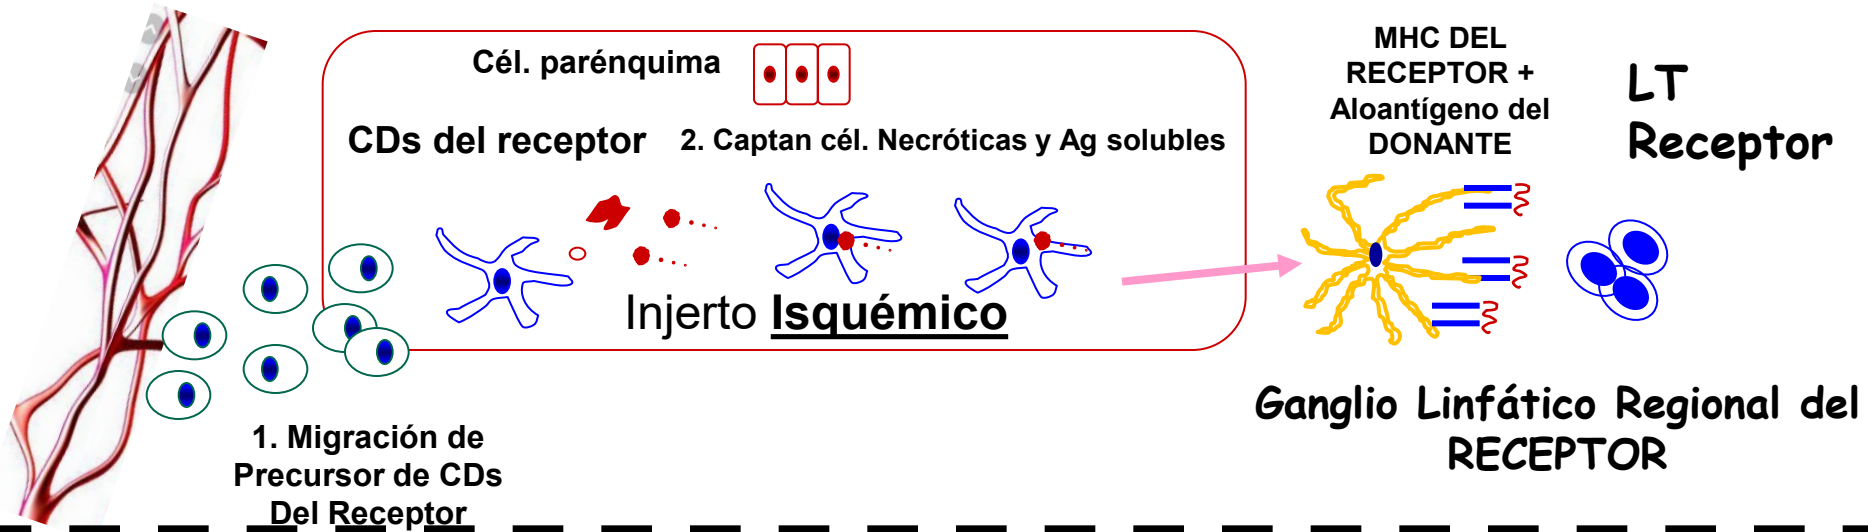 Cél. parénquima
CDs del receptor
2. Captan cél. Necróticas y Ag solubles
Injerto Isquémico
1. Migración de
Precursor de CDs
Del Receptor
MHC DEL
RECEPTOR +
Aloantígeno del
DONANTE
LT
Receptor
Ganglio Linfático Regional del
RECEPTOR